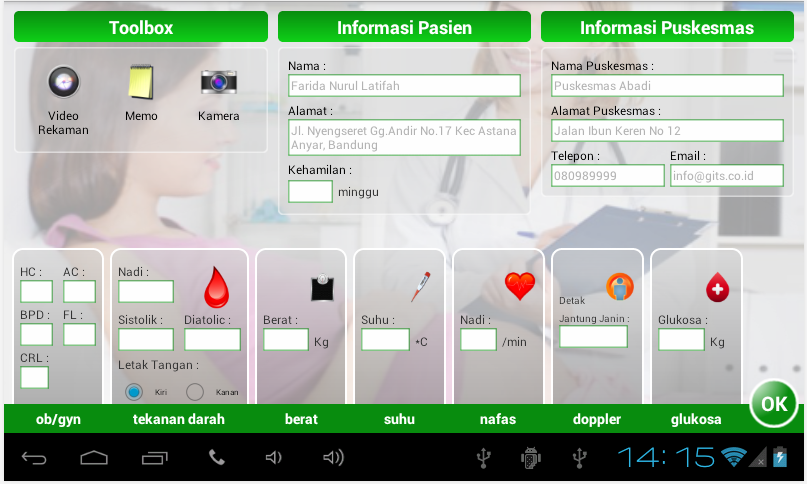 Toolbox
Video
Rekaman
Memo
Kamera
Informasi Pasien
Nama :
Farida Nurul Latifah
Alamat :
Jl. Nyengseret Gg.Andir No.17 Kec Astana
Anyar, Bandung
Kehamilan :
minggu
Informasi Puskesmas
Nama Puskesmas :
Puskesmas Abadi
Alamat Puskesmas :
Jalan Ibun Keren No 12
Telepon :
Email :
080989999
info@gits.co.id
HC :
AC :
BPD :
FL :
CRL :
ob/gyn
Nadi :
Sistolik :
Diatolic :
Letak Tangan :
Kiri
Kanan
tekanan darah
Berat :
Kg
berat
Suhu :
*C
suhu
Nadi :
/min
nafas
Detak
Jantung Janin :
doppler
Glukosa :
Kg
glukosa
OK
14:15